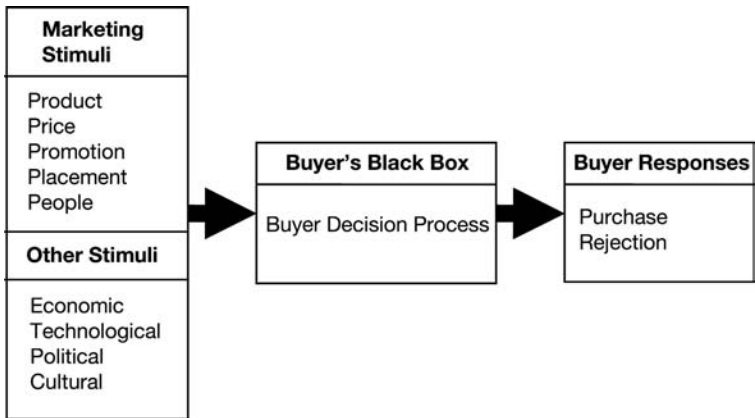 Marketing
Stimuli
Product
Price
Promotion
Placement
People
Other Stimuli
Economic
Technological
Political
Cultural
Buyer's Black Box
Buyer Decision Process
Buyer Responses
Purchase
Rejection